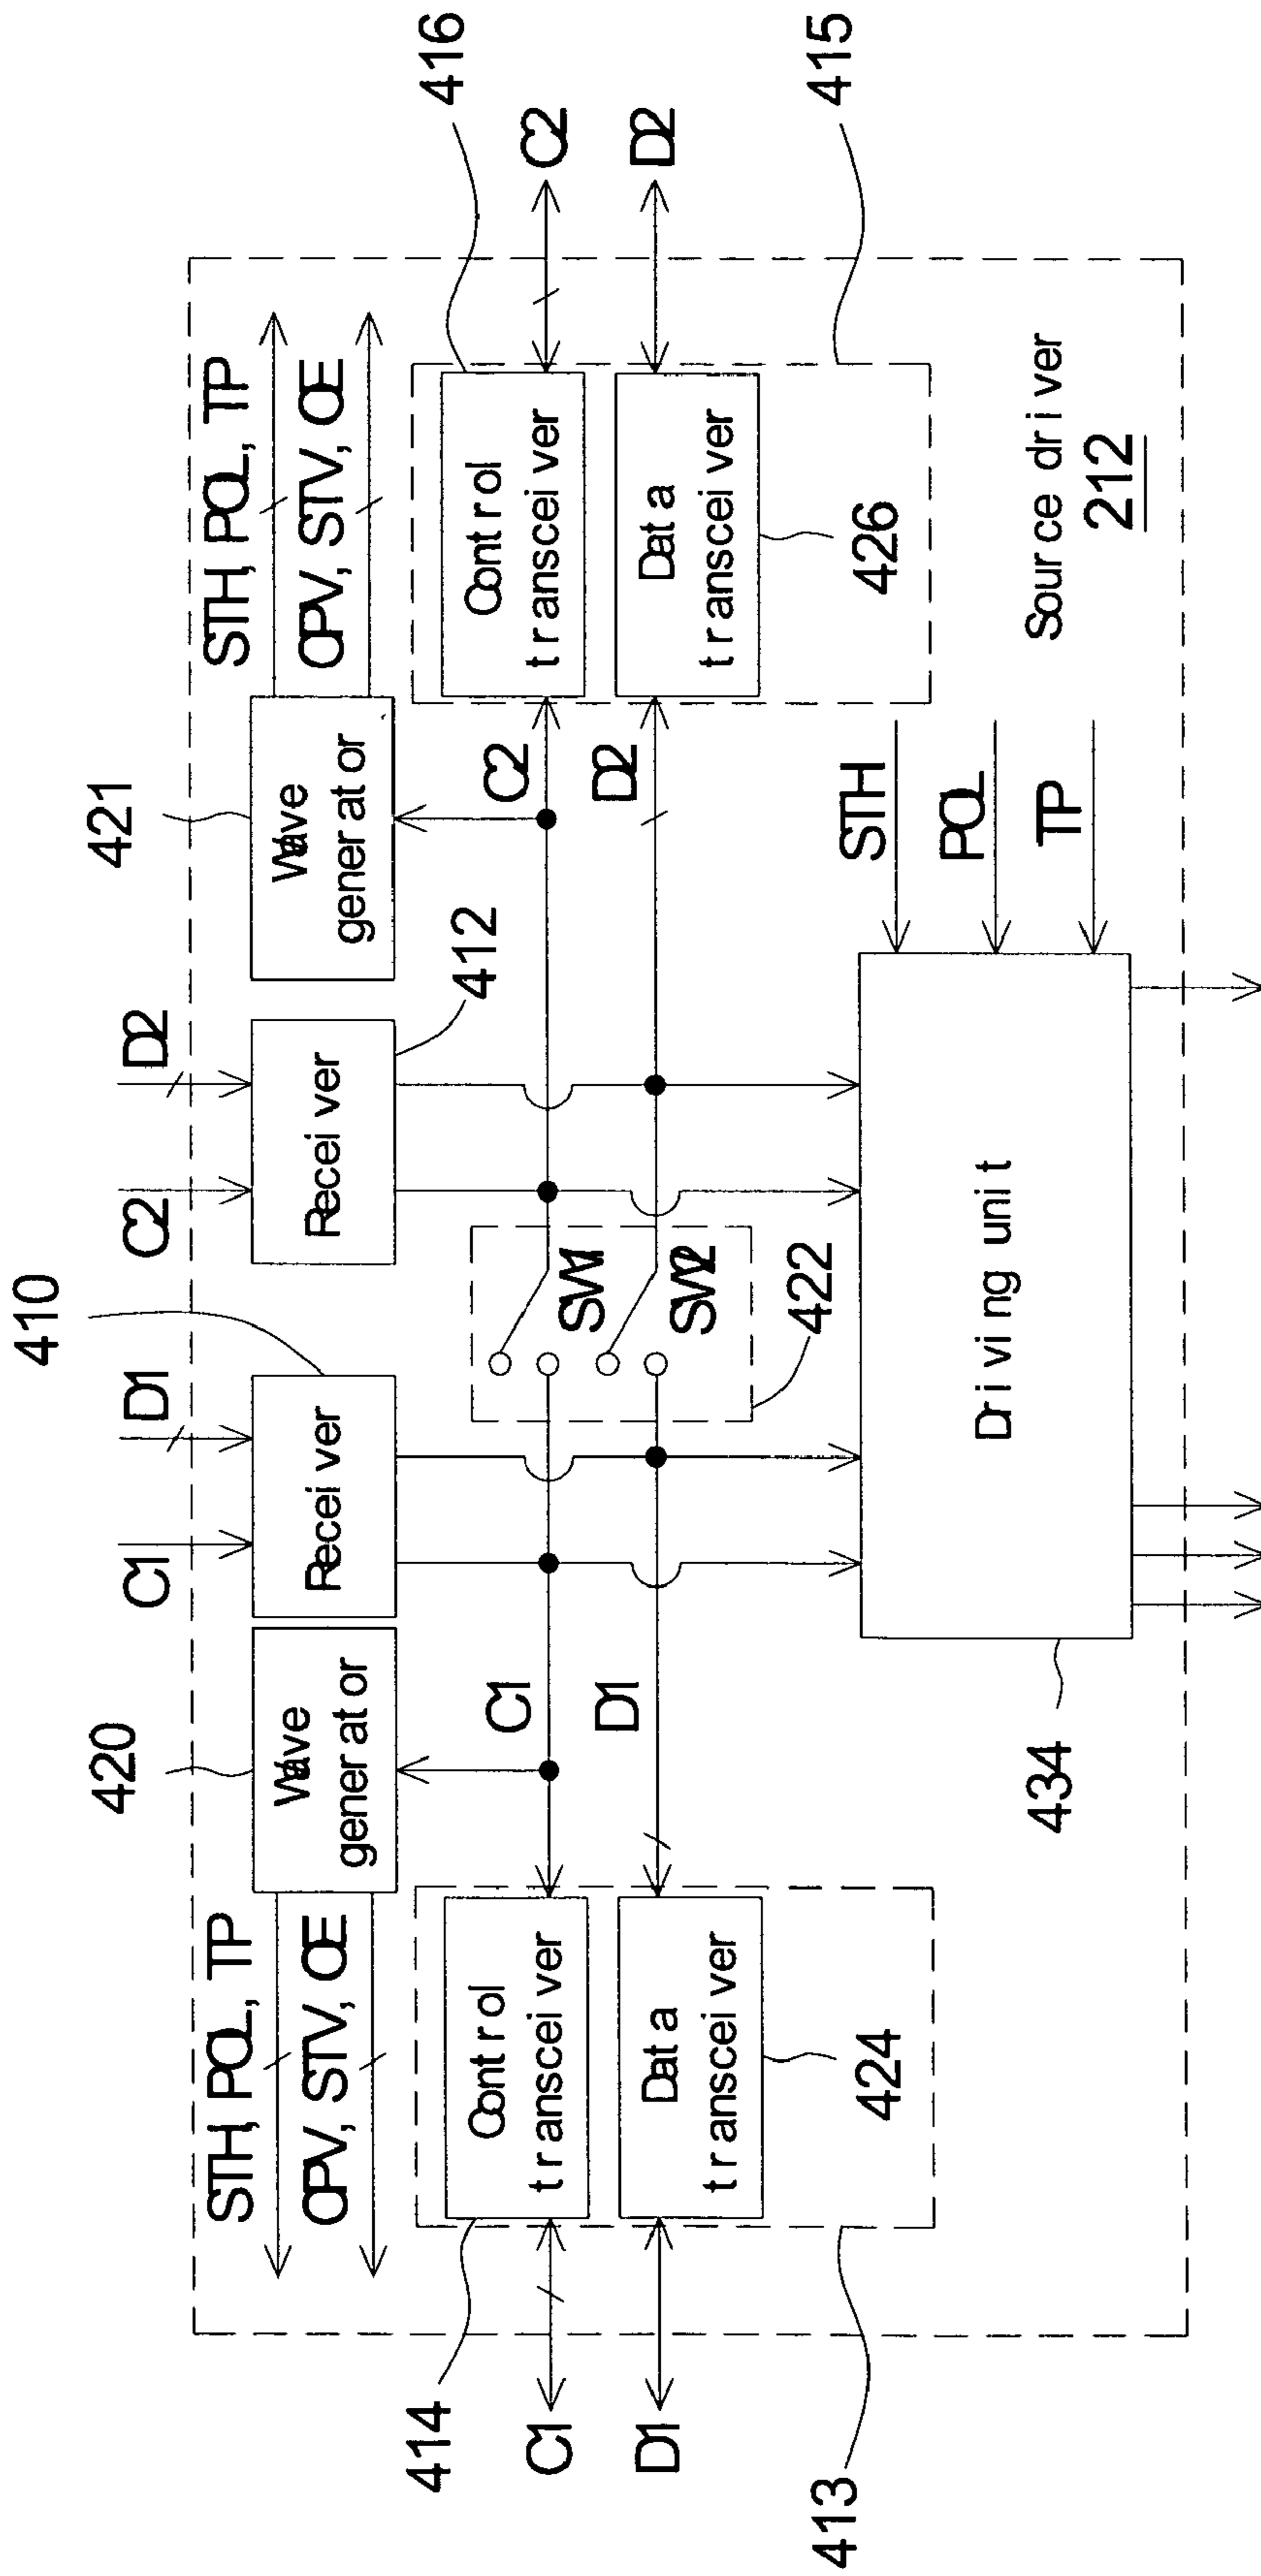 410
C1
D1
C2
D2
420
421
STH, POL, TP
OPV, STV, OE
Wave
generator
Receiver
Receiver
412
Wave
generator
STH, POL, TP
OPV, STV, OE
414
C1
D1
413
Control
transceiver
Data
transceiver
424
C1
D1
SW1
SW2
422
C2
D2
Control
transceiver
Data
transceiver
426
416
C2
D2
415
434
Driving unit
STH
POL
TP
Source driver
212